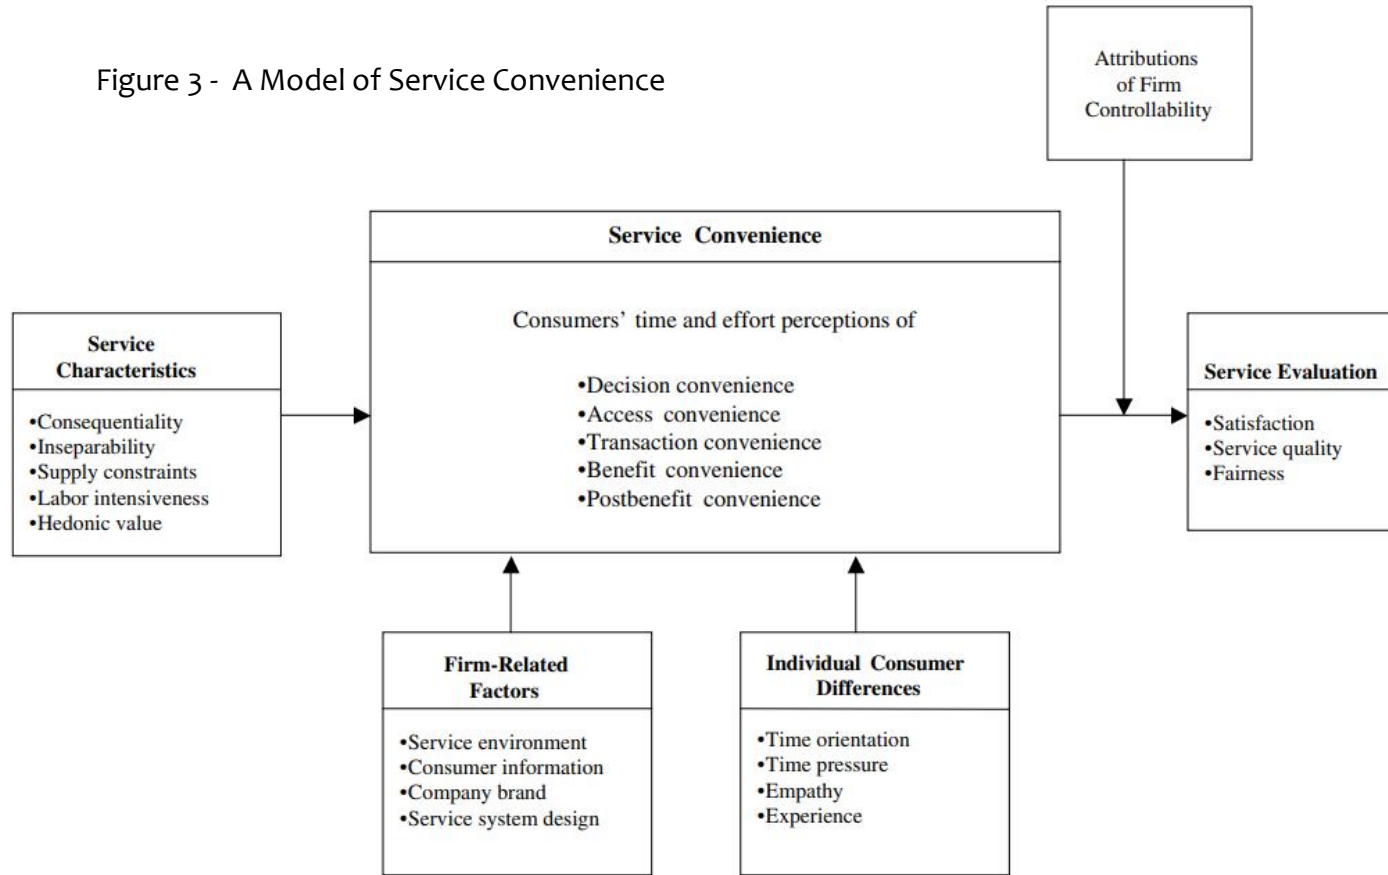 Figure 3 - A Model of Service Convenience
Attributions
of Firm
Controllability
Service Convenience
Consumers’ time and effort perceptions of
•Decision convenience
•Access convenience
•Transaction convenience
•Benefit convenience
•Postbenefit convenience
Service
Characteristics
•Consequentiality
•Inseparability
•Supply constraints
•Labor intensiveness
•Hedonic value
Service Evaluation
•Satisfaction
•Service quality
•Fairness
Firm-Related
Factors
•Service environment
•Consumer information
•Company brand
•Service system design
Individual Consumer
Differences
•Time orientation
•Time pressure
•Empathy
•Experience